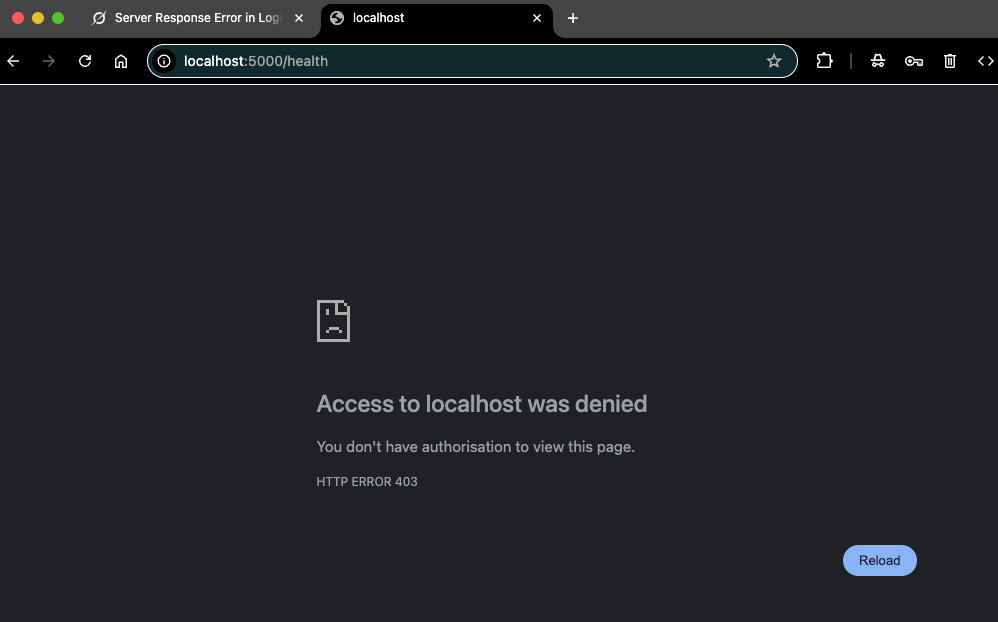 Server Response Error in Logi
localhost
localhost:5000/health
Access to localhost was denied
You don't have authorisation to view this page.
HTTP ERROR 403
Reload